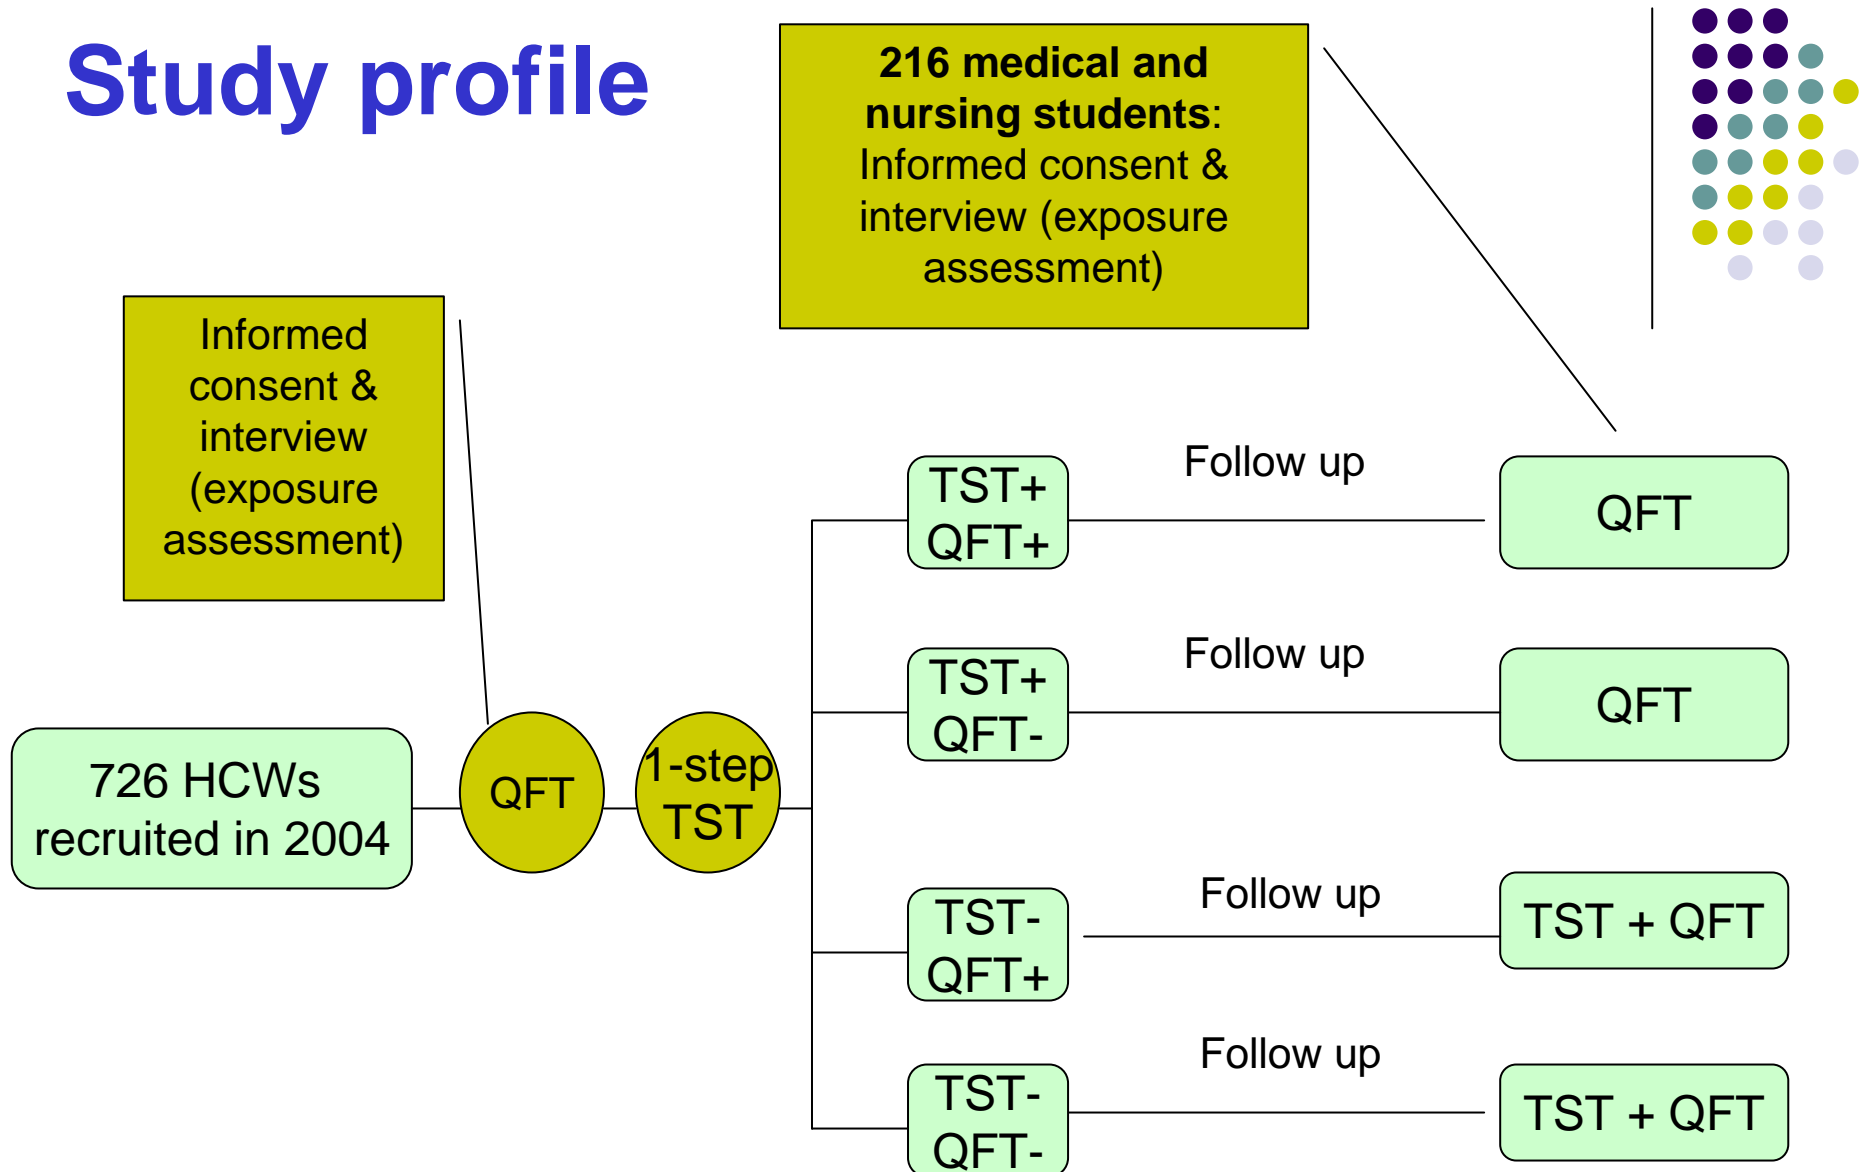 Study profile
216 medical and
nursing students:
Informed consent &
interview (exposure
assessment)
Informed
consent &
interview
(exposure
assessment)
726 HCWs
recruited in 2004
QFT
1-step
TST
TST+
QFT+
Follow up
QFT
TST+
QFT-
Follow up
QFT
TST-
QFT+
Follow up
TST + QFT
TST-
QFT-
Follow up
TST + QFT